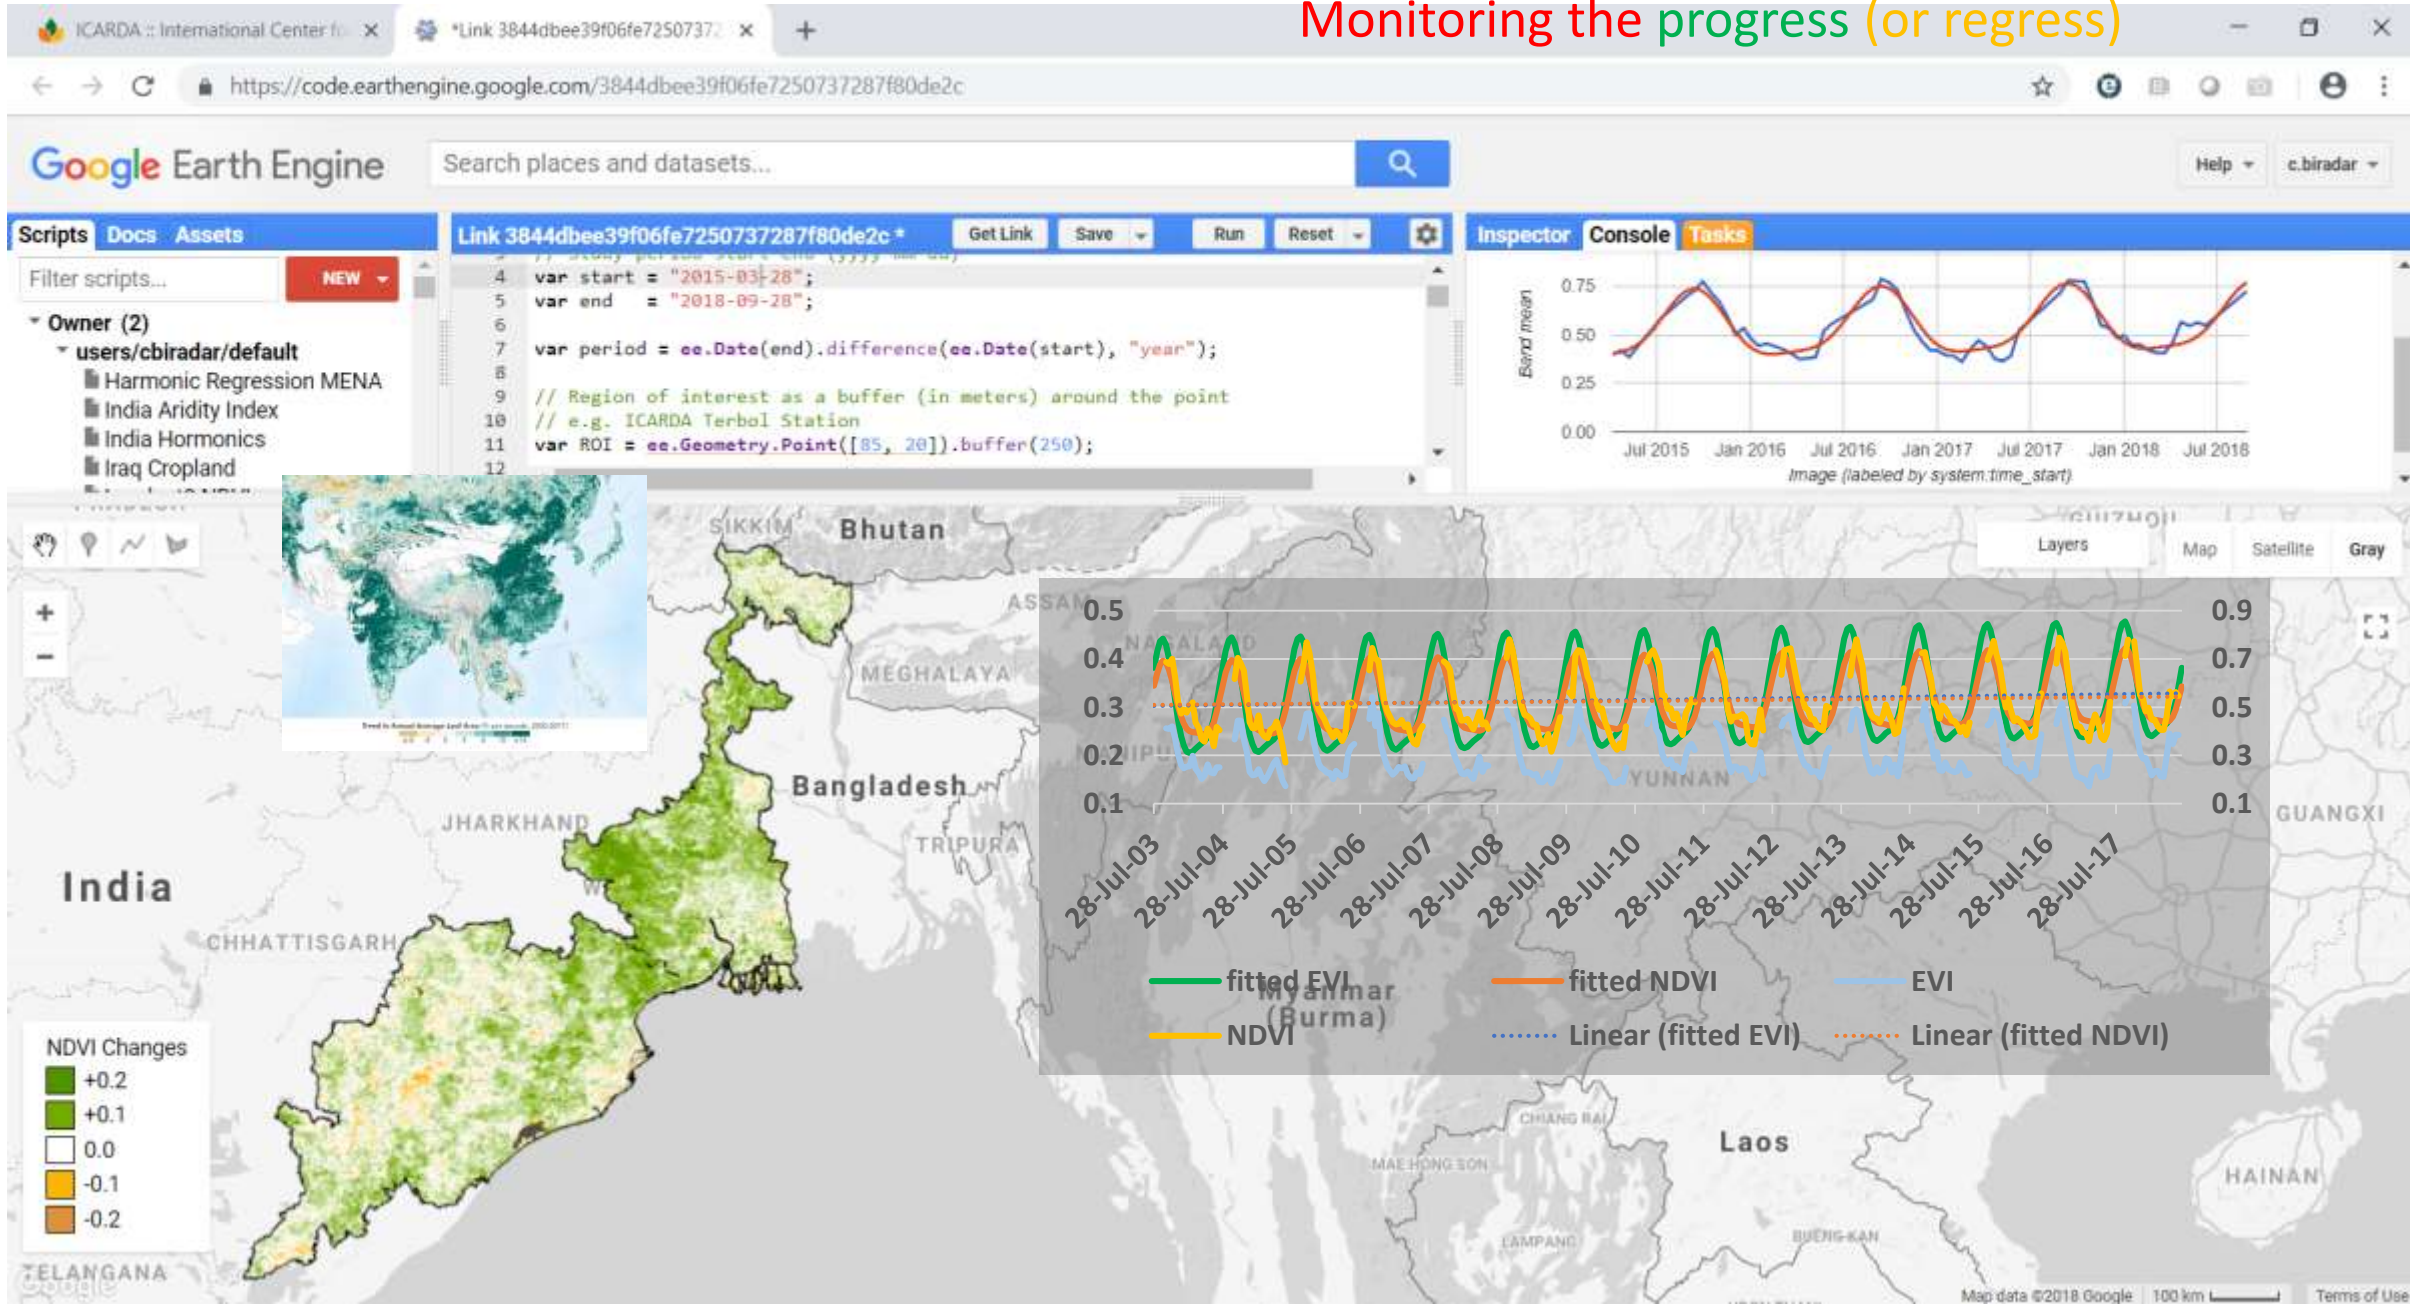 Monitoring the progress (or regress)
ICARDA :: International Center fo
*Link 3844dbee39f06fe72507372
https://code.earthengine.google.com/3844dbee39f06fe7250737287f80de2c
Google Earth Engine
Search places and datasets...
Help
c.biradar
Scripts Docs Assets
Filter scripts...
NEW
Owner (2)
users/cbiradar/default
Harmonic Regression MENA
India Aridity Index
India Hormonics
Iraq Cropland
Link 3844dbee39f06fe7250737287f80de2c *
Get Link Save Run Reset
4 var start = "2015-03-28";
5 var end = "2018-09-28";
6
7 var period = ee.Date(end).difference(ee.Date(start), "year");
8
9 // Region of interest as a buffer (in meters) around the point
10 // e.g. ICARDA Terbol Station
11 var ROI = ee.Geometry.Point([85, 20]).buffer(250);
12
Inspector Console Tasks
Band mean
0.75
0.50
0.25
0.00
Jul 2015 Jan 2016 Jul 2016 Jan 2017 Jul 2017 Jan 2018 Jul 2018
Image (labeled by system:time_start)
Layers
Map Satellite Gray
SIKKIM
Bhutan
ASSAM
NAGALAND
MEGHALAYA
MANIPU
Bangladesh
TRIPURA
JHARKHAND
India
CHHATTISGARH
TELANGANA
YUNNAN
GUIZHOU
GUANGXI
Myanmar
(Burma)
CHIANG RAI
MAE HONG SON
LAMPANG
Laos
BUENG-KAN
HAINAN
0.5
0.4
0.3
0.2
0.1
0.9
0.7
0.5
0.3
0.1
28-Jul-03
28-Jul-04
28-Jul-05
28-Jul-06
28-Jul-07
28-Jul-08
28-Jul-09
28-Jul-10
28-Jul-11
28-Jul-12
28-Jul-13
28-Jul-14
28-Jul-15
28-Jul-16
28-Jul-17
fitted EVI fitted NDVI EVI
NDVI Linear (fitted EVI) Linear (fitted NDVI)
NDVI Changes
+0.2
+0.1
0.0
-0.1
-0.2
Google
Map data ©2018 Google
100 km
Terms of Use